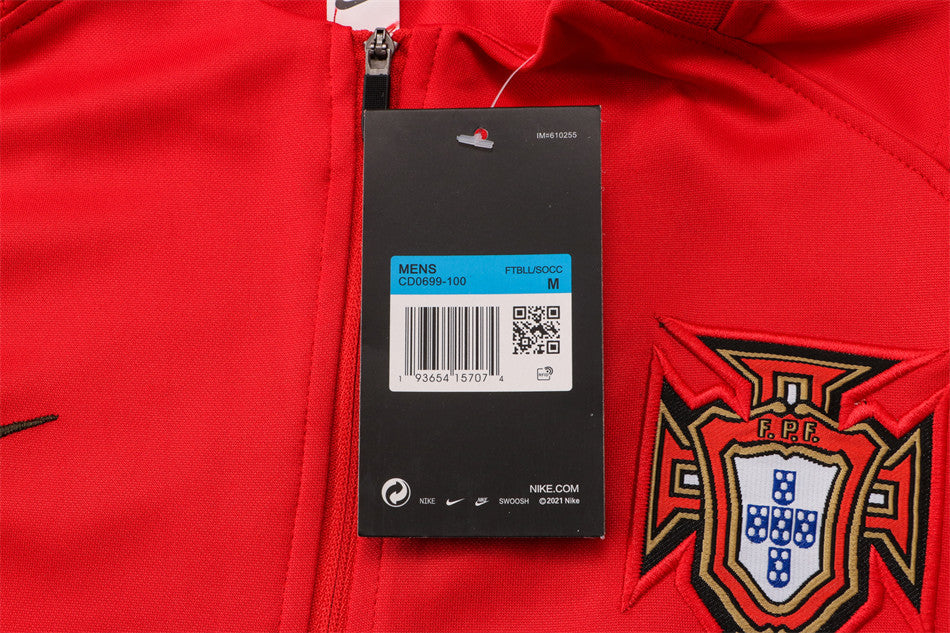 IM#610255
MENS
FTBLL/SOCC
CD0699-100
M
1 93654 15707 4
NIKE.COM
NIKE SWOOSH ©2021 Nike
F.P.F.